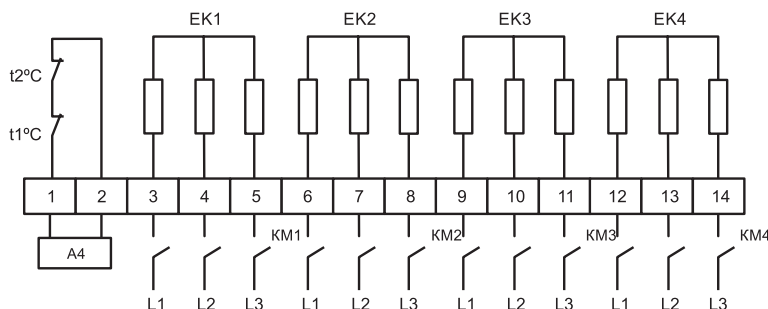 EK1 EK2 EK3 EK4
t2ºC
t1ºC
1 2 3 4 5 6 7 8 9 10 11 12 13 14
A4 KM1 KM2 KM3 KM4
L1 L2 L3 L1 L2 L3 L1 L2 L3 L1 L2 L3